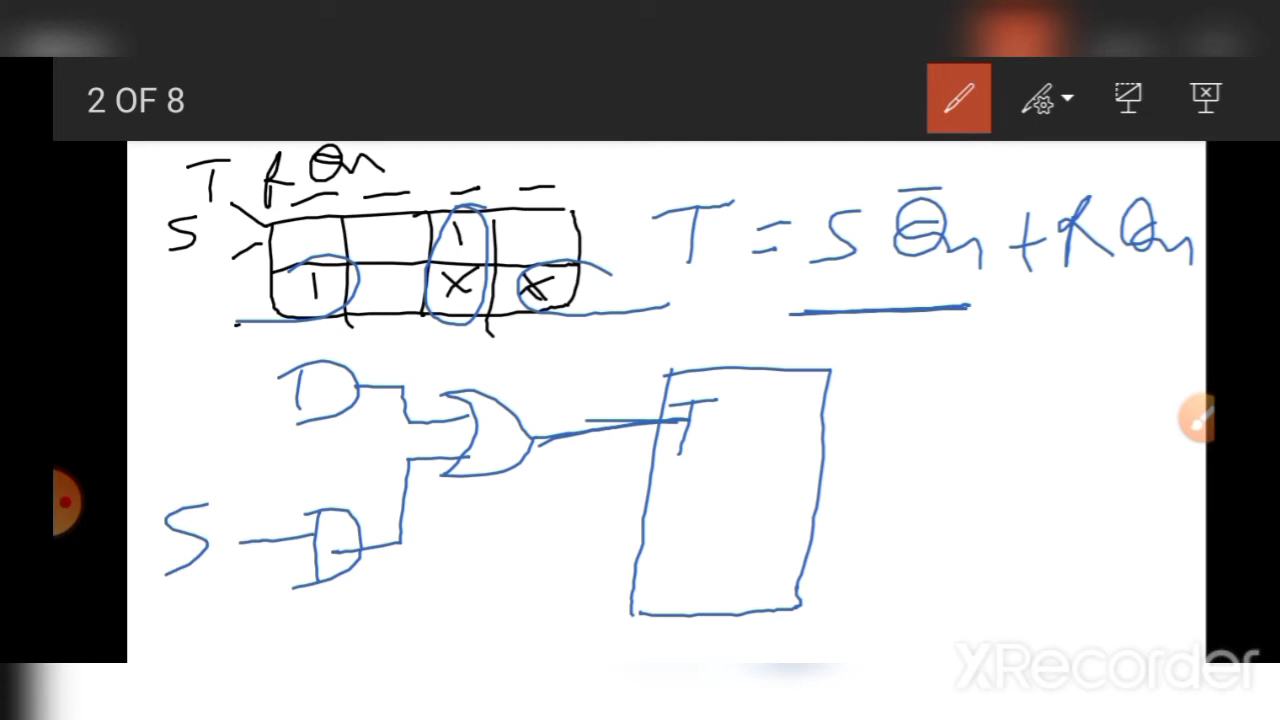 2 OF 8
T R Qn
S
1
1 X X
T = S Q̅n + R Qn
T
S
XRecorder